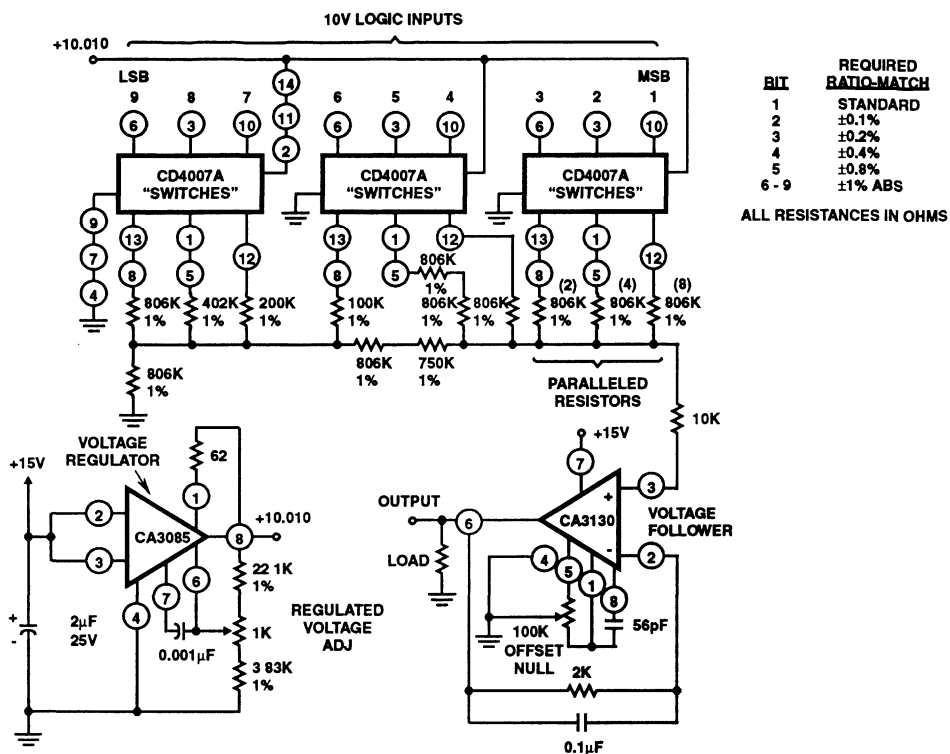 10V LOGIC INPUTS
+10.010
LSB
MSB
9 8 7 6 5 4 3 2 1
14
11
2
6 3 10 6 3 10 6 3 10
CD4007A
"SWITCHES"
CD4007A
"SWITCHES"
CD4007A
"SWITCHES"
9
7
4
13 1 12 13 1 12 13 1 12
8 5 8 5 8 5
806K
1%
402K
1%
200K
1%
100K
1%
806K
1%
806K
1%
806K
1%
(2)
806K
1%
(4)
806K
1%
(8)
806K
1%
806K
1%
750K
1%
806K
1%
PARALLELED
RESISTORS
10K
BIT
REQUIRED
RATIO-MATCH
1 STANDARD
2 ±0.1%
3 ±0.2%
4 ±0.4%
5 ±0.8%
6 - 9 ±1% ABS
ALL RESISTANCES IN OHMS
VOLTAGE
REGULATOR
+15V
62
1
2
3
CA3085
8
+10.010
4
7
6
22 1K
1%
1K
3 83K
1%
0.001µF
2µF
25V
+
-
REGULATED
VOLTAGE
ADJ
+15V
7
OUTPUT
6
LOAD
CA3130
+
-
3
2
VOLTAGE
FOLLOWER
4
5
1
8
56pF
100K
OFFSET
NULL
2K
0.1µF